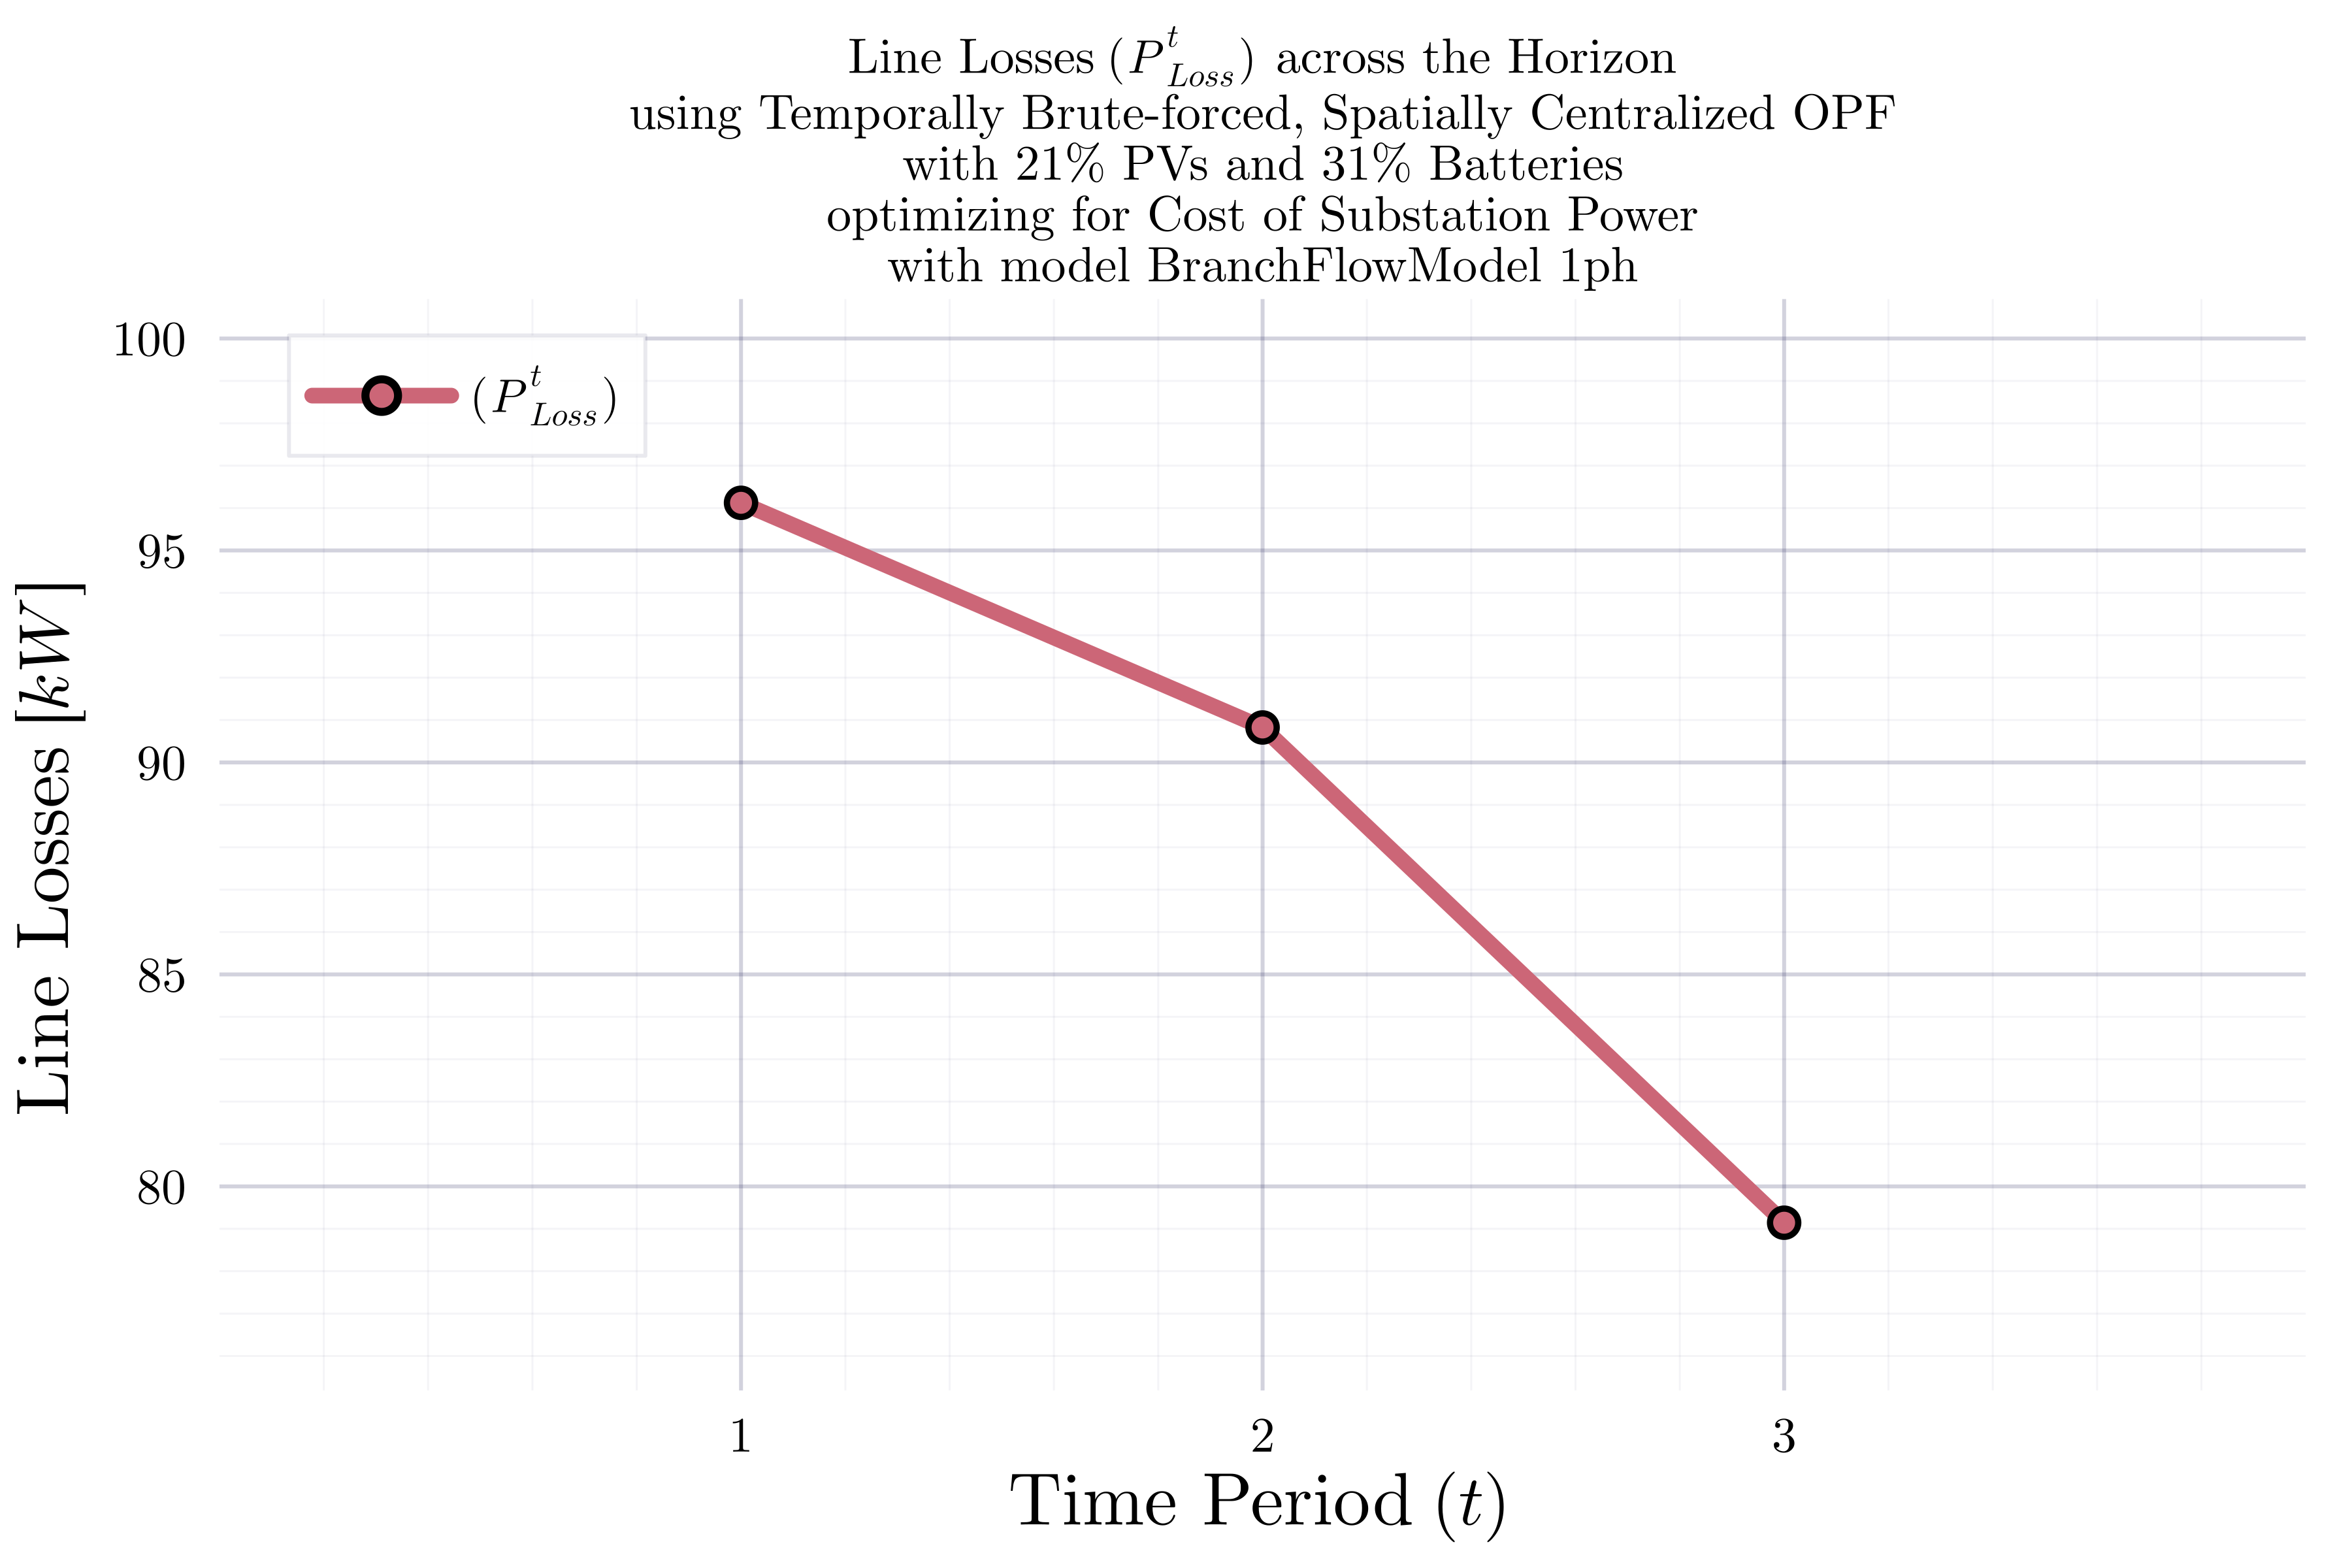 Line Losses (P^t_Loss) across the Horizon
using Temporally Brute-forced, Spatially Centralized OPF
with 21% PVs and 31% Batteries
optimizing for Cost of Substation Power
with model BranchFlowModel 1ph
(P^t_Loss)
100
95
90
85
80
Line Losses [kW]
1 2 3
Time Period (t)